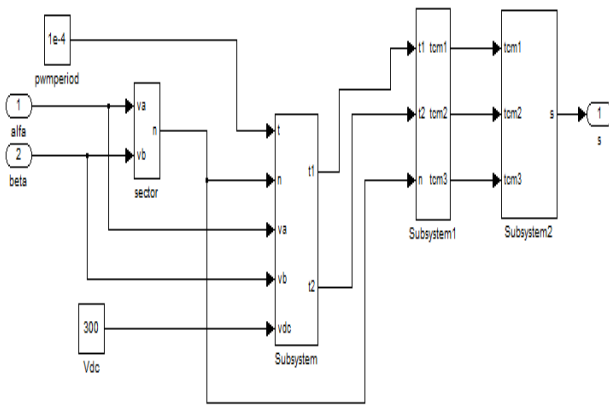 1e-4
pwmperiod
1
alfa
2
beta
va
vb
n
sector
300
Vdc
t
n
va
vb
vdc
t1
t2
Subsystem
t1
t2
n
tcm1
tcm2
tcm3
Subsystem1
tcm1
tcm2
tcm3
s
Subsystem2
1
s